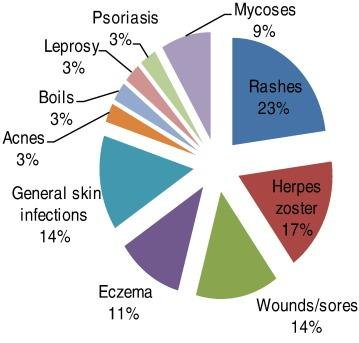 Psoriasis
3%
Mycoses
9%
Leprosy
3%
Boils
3%
Acnes
3%
Rashes
23%
General skin
infections
14%
Herpes
zoster
17%
Eczema
11%
Wounds/sores
14%